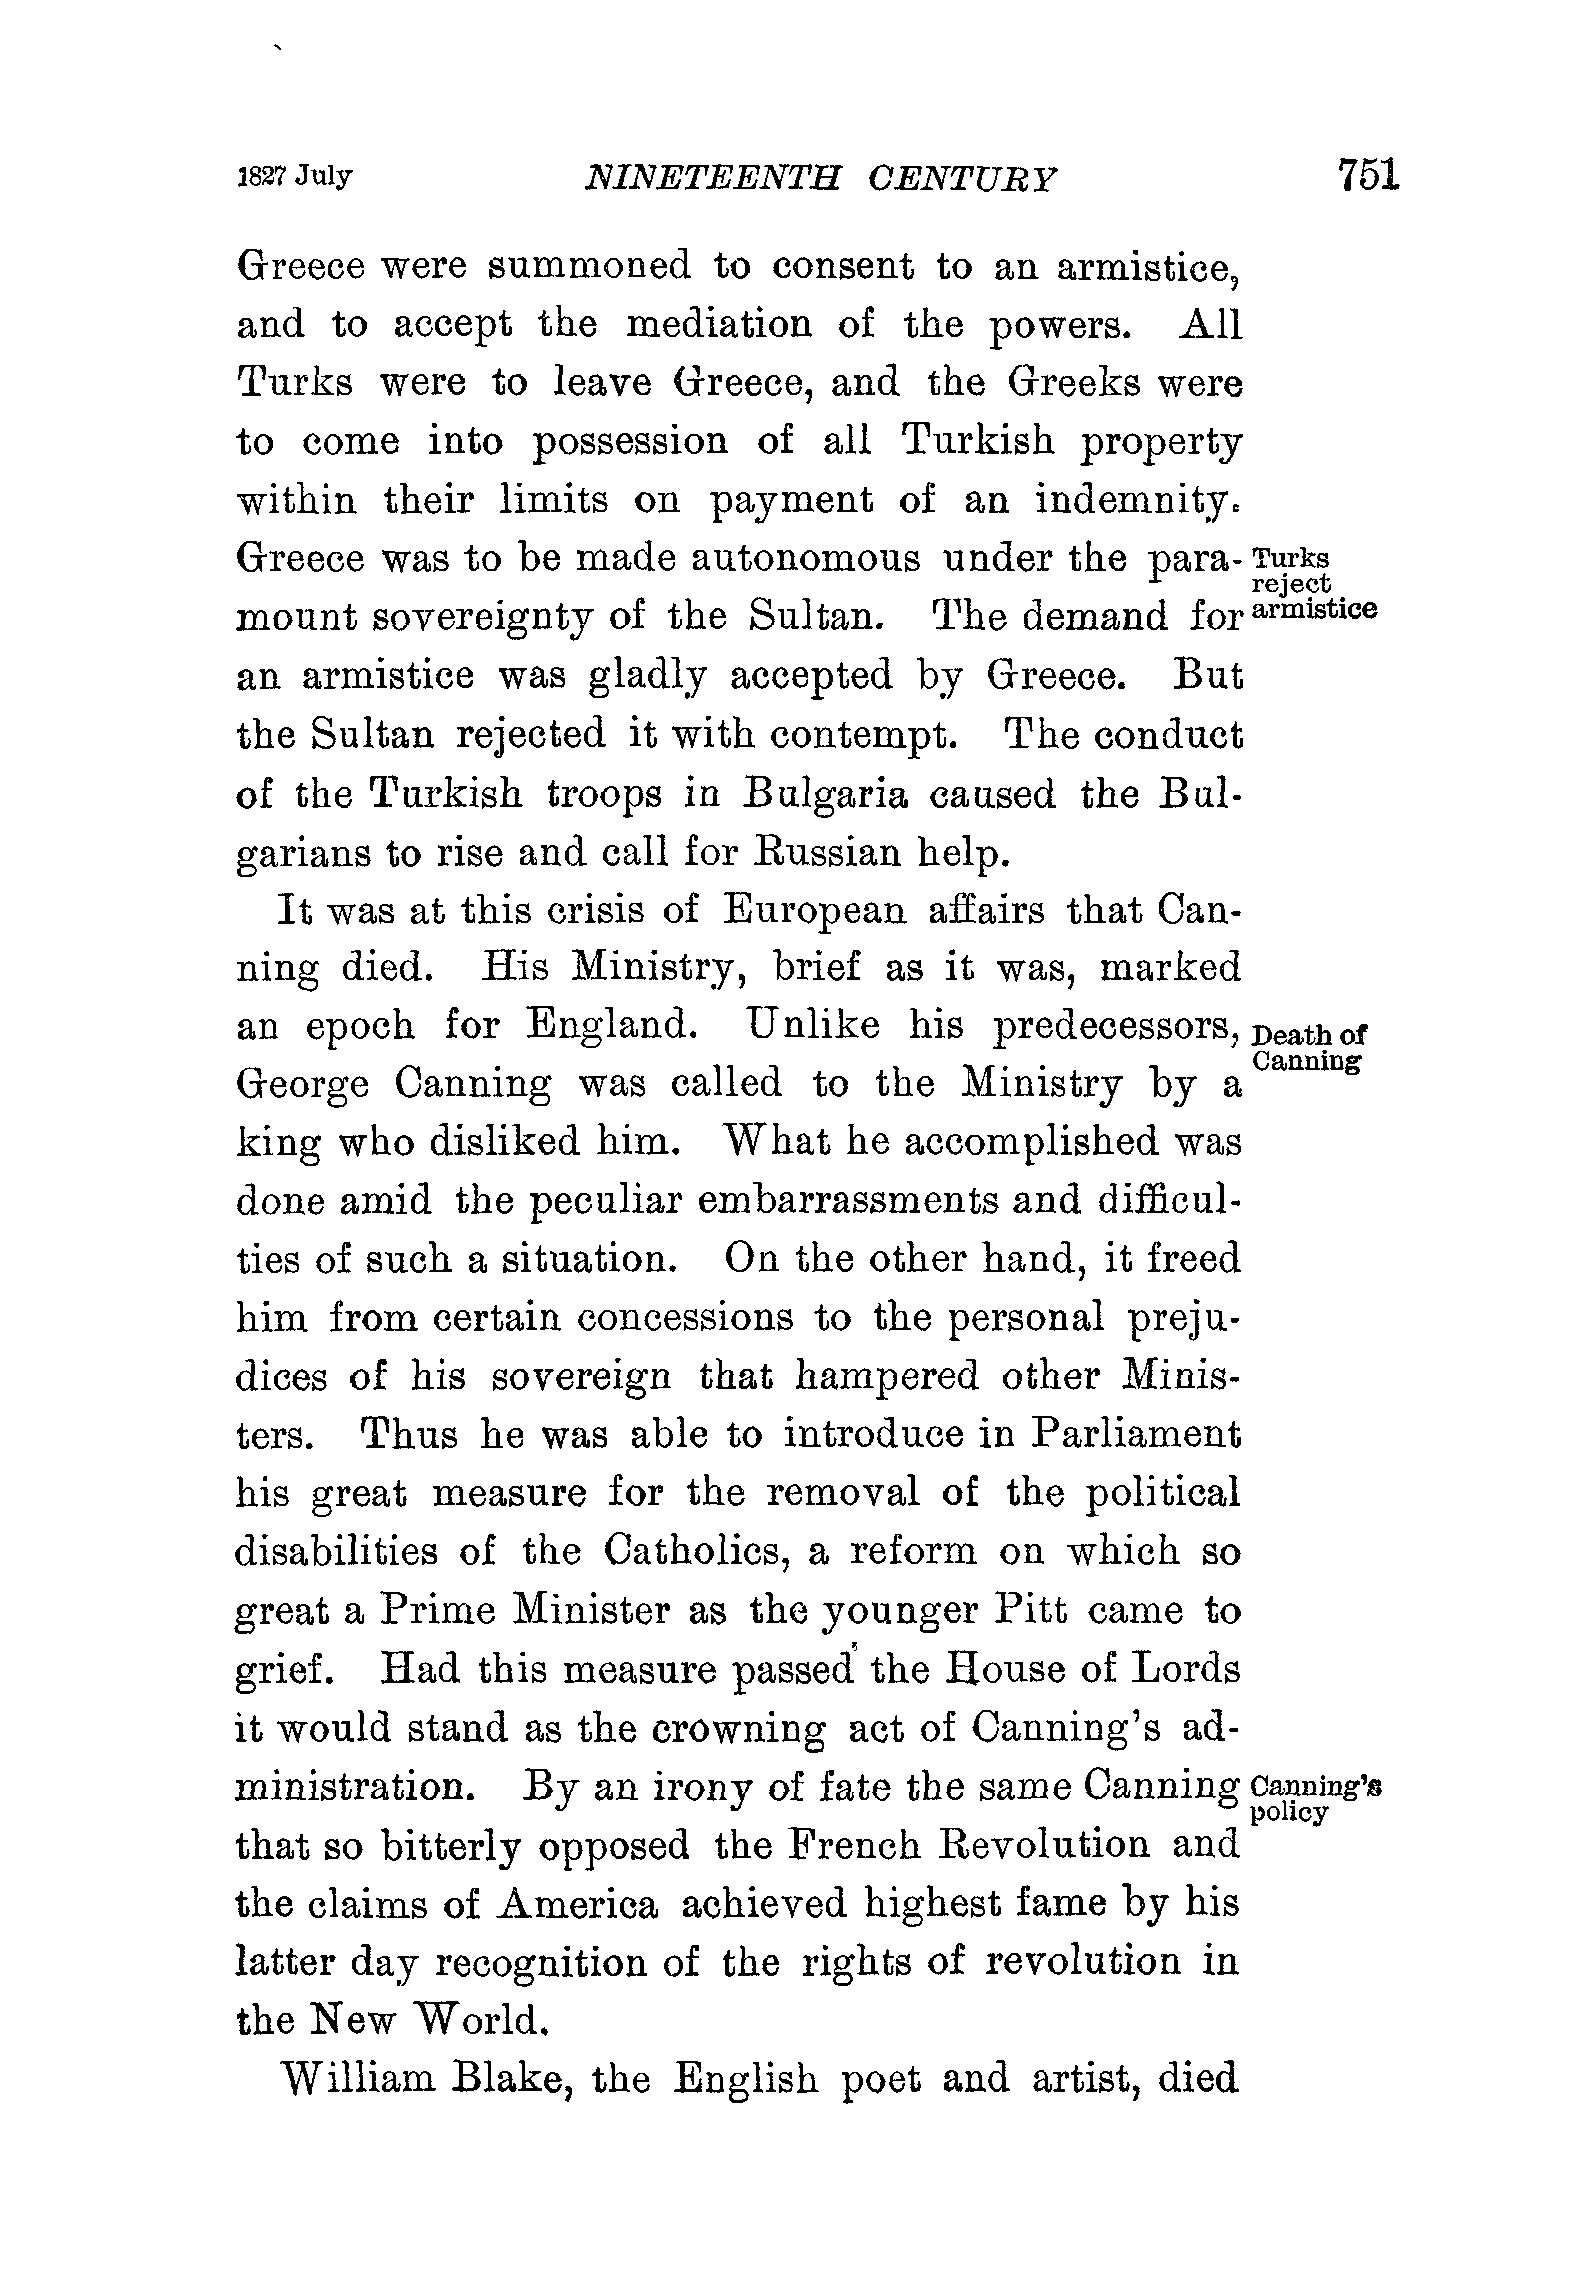 1827 July NINETEENTH CENTURY 751
Greece were summoned to consent to an armistice,
and to accept the mediation of the powers. All
Turks were to leave Greece, and the Greeks were
to come into possession of all Turkish property
within their limits on payment of an indemnity.
Greece was to be made autonomous under the para-
Turks
reject
armistice
mount sovereignty of the Sultan. The demand for
an armistice was gladly accepted by Greece. But
the Sultan rejected it with contempt. The conduct
of the Turkish troops in Bulgaria caused the Bul-
garians to rise and call for Russian help.
It was at this crisis of European affairs that Can-
ning died. His Ministry, brief as it was, marked
an epoch for England. Unlike his predecessors,
Death of
Canning
George Canning was called to the Ministry by a
king who disliked him. What he accomplished was
done amid the peculiar embarrassments and difficul-
ties of such a situation. On the other hand, it freed
him from certain concessions to the personal preju-
dices of his sovereign that hampered other Minis-
ters. Thus he was able to introduce in Parliament
his great measure for the removal of the political
disabilities of the Catholics, a reform on which so
great a Prime Minister as the younger Pitt came to
grief. Had this measure passed the House of Lords
it would stand as the crowning act of Canning's ad-
ministration. By an irony of fate the same Canning
Canning's
policy
that so bitterly opposed the French Revolution and
the claims of America achieved highest fame by his
latter day recognition of the rights of revolution in
the New World.
William Blake, the English poet and artist, died